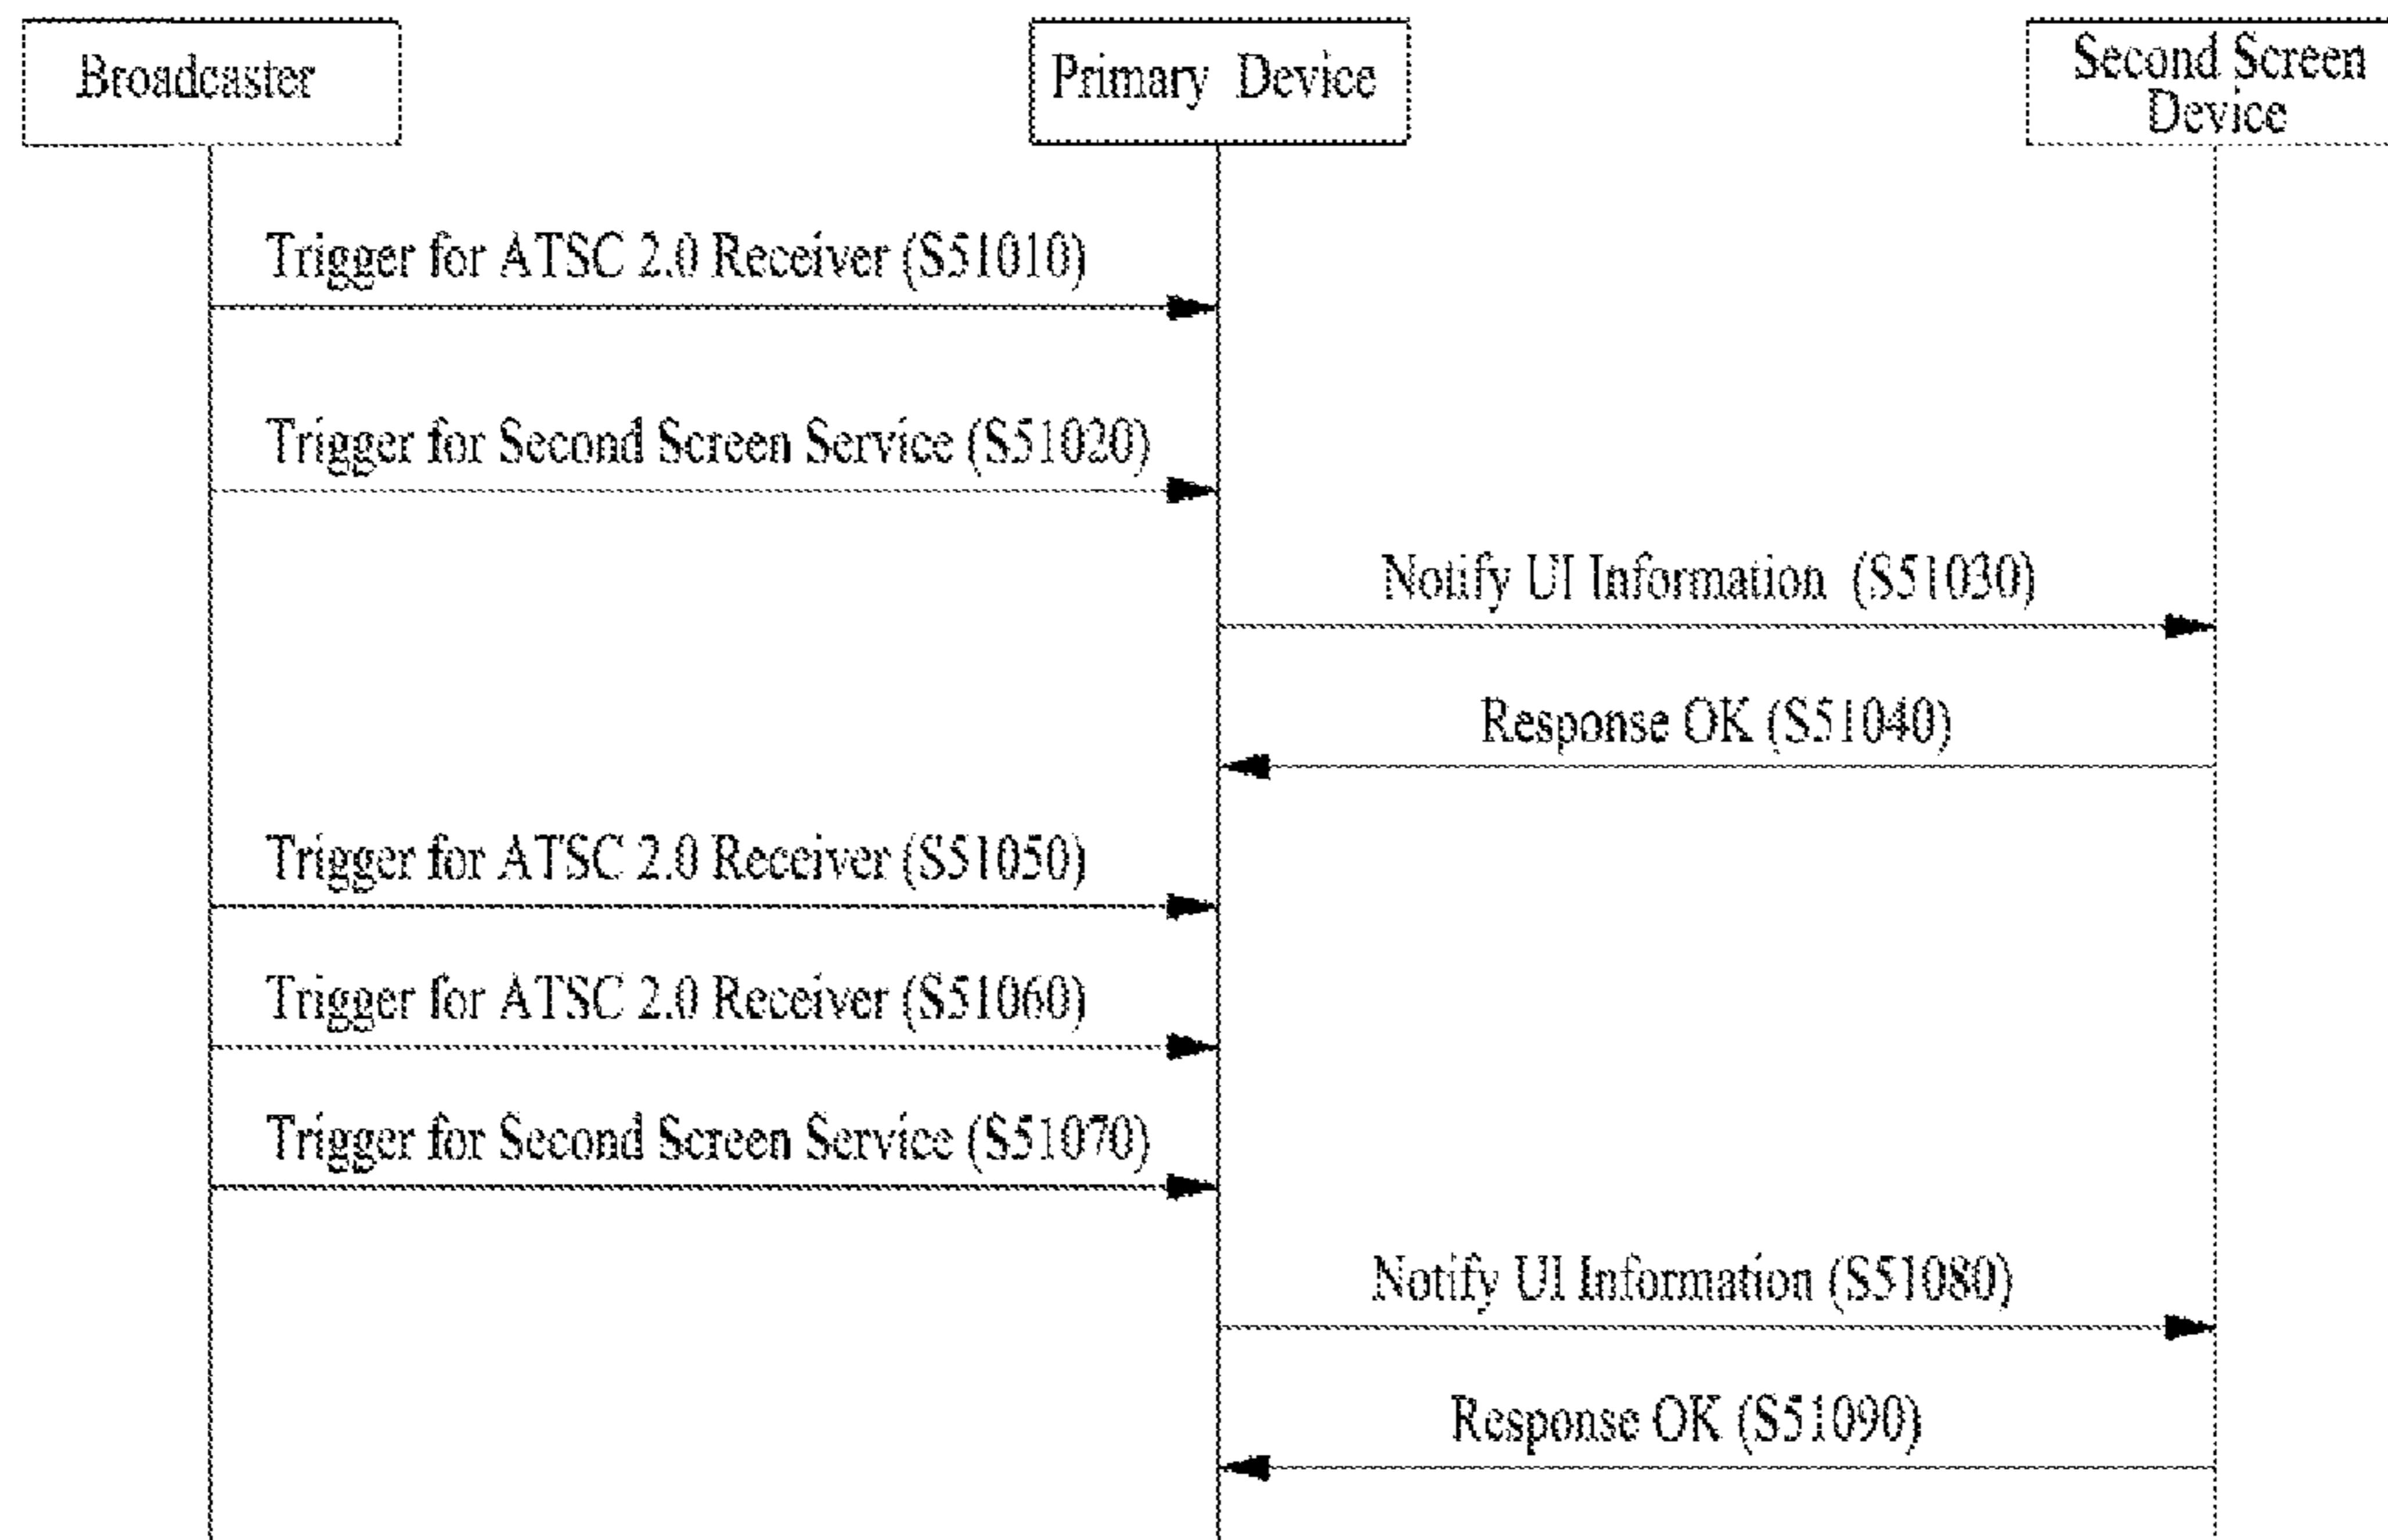 Broadcaster
Primary Device
Second Screen
Device
Trigger for ATSC 2.0 Receiver (S51010)
Trigger for Second Screen Service (S51020)
Notify UI Information (S51030)
Response OK (S51040)
Trigger for ATSC 2.0 Receiver (S51050)
Trigger for ATSC 2.0 Receiver (S51060)
Trigger for Second Screen Service (S51070)
Notify UI Information (S51080)
Response OK (S51090)